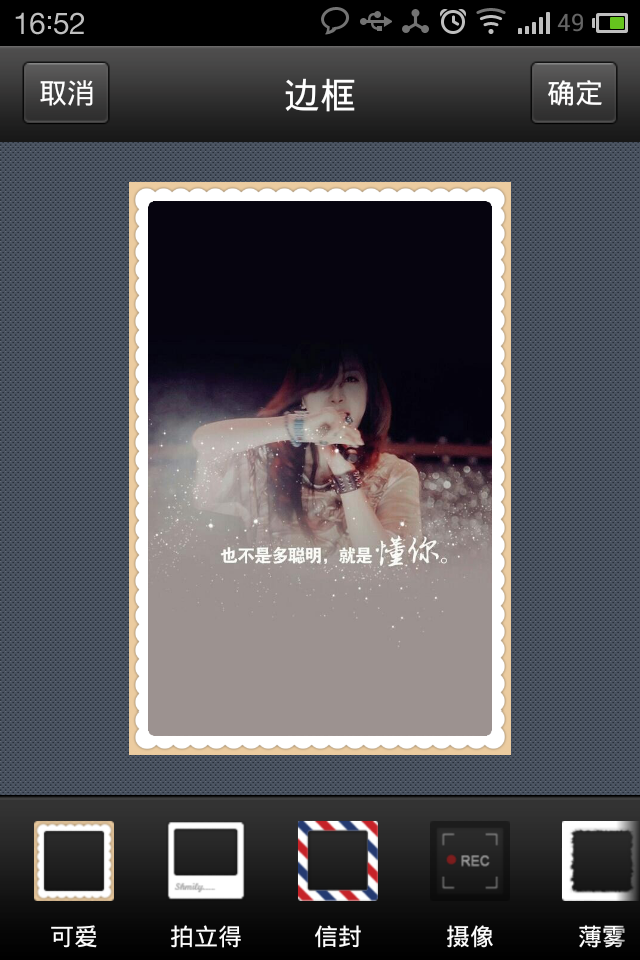 16:52
49
取消
边框
确定
也不是多聪明，就是懂你。
Shmily....
REC
可爱
拍立得
信封
摄像
薄雾